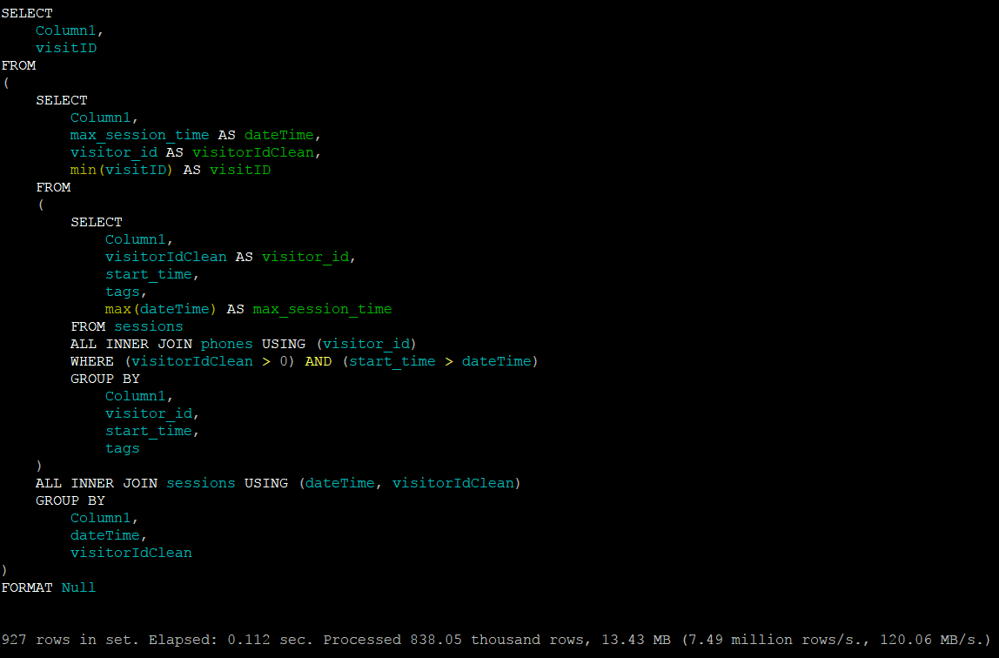 SELECT
    Column1,
    visitID
FROM
(
    SELECT
        Column1,
        max_session_time AS dateTime,
        visitor_id AS visitorIdClean,
        min(visitID) AS visitID
    FROM
    (
        SELECT
            Column1,
            visitorIdClean AS visitor_id,
            start_time,
            tags,
            max(dateTime) AS max_session_time
        FROM sessions
        ALL INNER JOIN phones USING (visitor_id)
        WHERE (visitorIdClean > 0) AND (start_time > dateTime)
        GROUP BY
            Column1,
            visitor_id,
            start_time,
            tags
    )
    ALL INNER JOIN sessions USING (dateTime, visitorIdClean)
    GROUP BY
        Column1,
        dateTime,
        visitorIdClean
)
FORMAT Null
927 rows in set. Elapsed: 0.112 sec. Processed 838.05 thousand rows, 13.43 MB (7.49 million rows/s., 120.06 MB/s.)